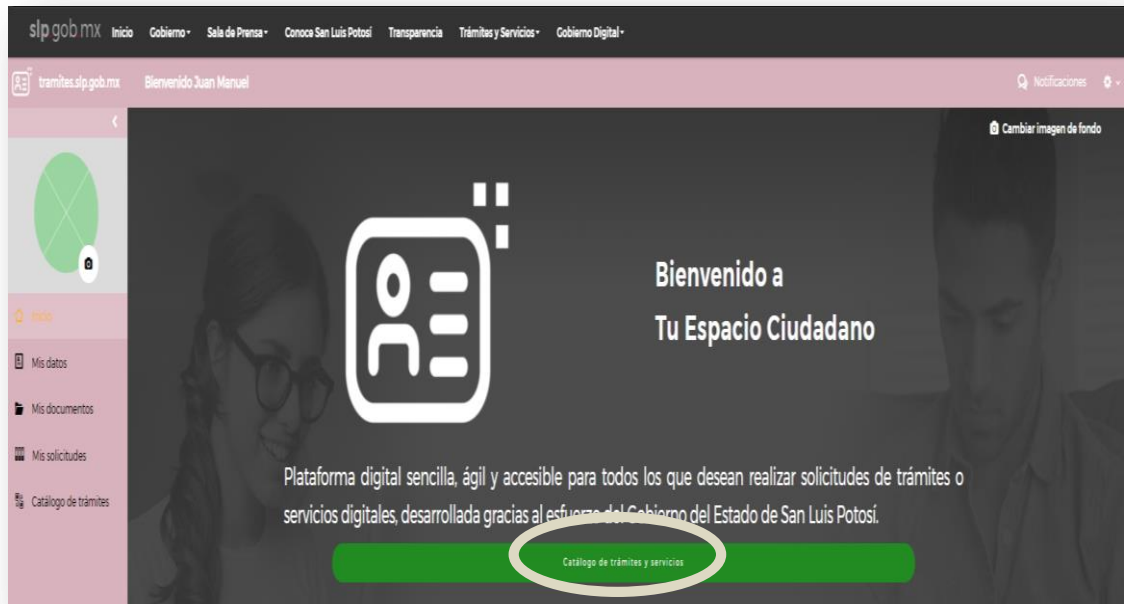 slp gob mx Inicio Gobierno Sala de Prensa Conoce San Luis Potosí Transparencia Trámites y Servicios Gobierno Digital
tramites.slp.gob.mx Bienvenido Juan Manuel Notificaciones
Cambiar imagen de fondo
Bienvenido a
Tu Espacio Ciudadano
Inicio
Mis datos
Mis documentos
Mis solicitudes
Catálogo de trámites
Plataforma digital sencilla, ágil y accesible para todos los que desean realizar solicitudes de trámites o
servicios digitales, desarrollada gracias al esfuerzo del Gobierno del Estado de San Luis Potosí.
Catálogo de trámites y servicios